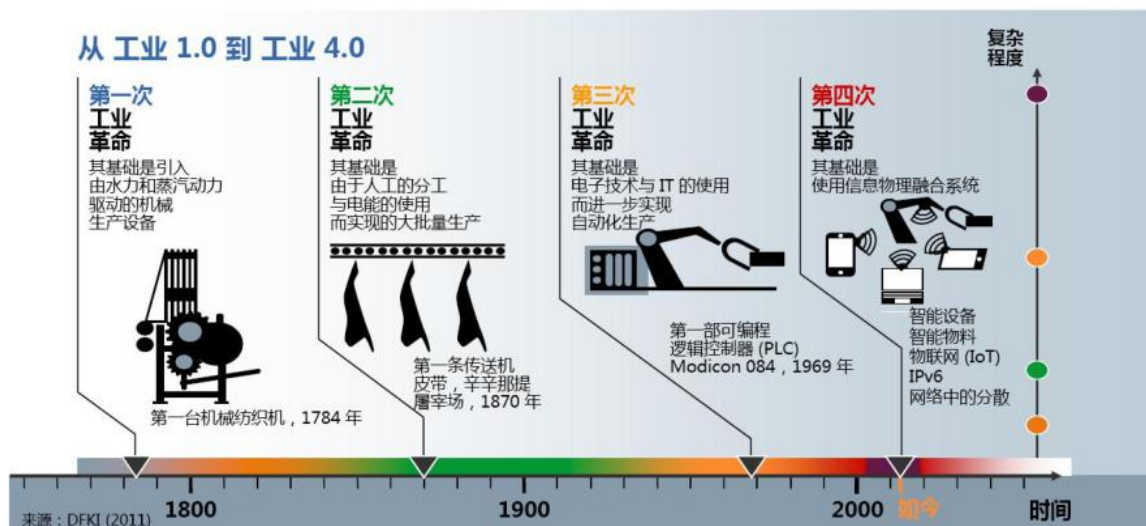 从 工业 1.0 到 工业 4.0
复杂
程度
第一次
工业
革命
其基础是引入
由水力和蒸汽动力
驱动的机械
生产设备
第一台机械纺织机，1784 年
第二次
工业
革命
其基础是
由于人工的分工
与电能的使用
而实现的大批量生产
第一条传送机
皮带，辛辛那提
屠宰场，1870 年
第三次
工业
革命
其基础是
电子技术与 IT 的使用
而进一步实现
自动化生产
第一部可编程
逻辑控制器 (PLC)
Modicon 084，1969 年
第四次
工业
革命
其基础是
使用信息物理融合系统
智能设备
智能物料
物联网 (IoT)
IPv6
网络中的分散
1800
1900
2000
如今
时间
来源：DFKI (2011)